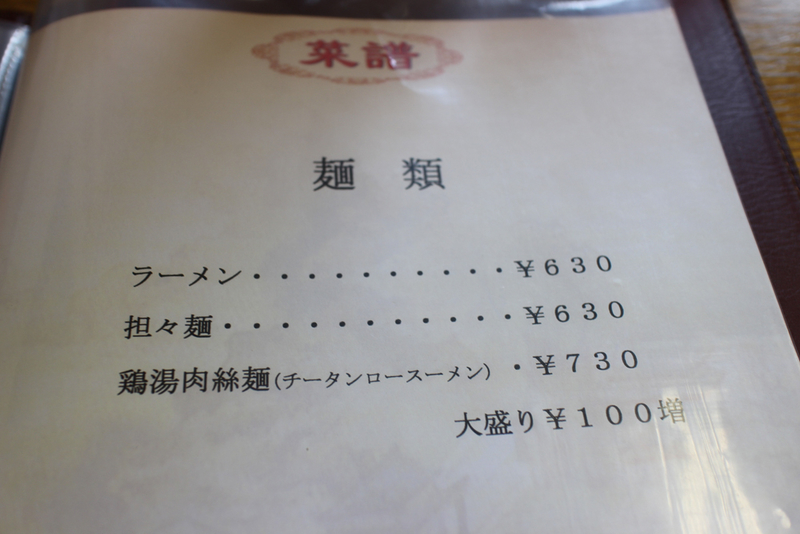 菜譜
麺 類
ラーメン・・・・・・・・・・￥６３０
担々麺・・・・・・・・・・・￥６３０
鶏湯肉絲麺(チータンロースーメン) ・￥７３０
大盛り￥１００増